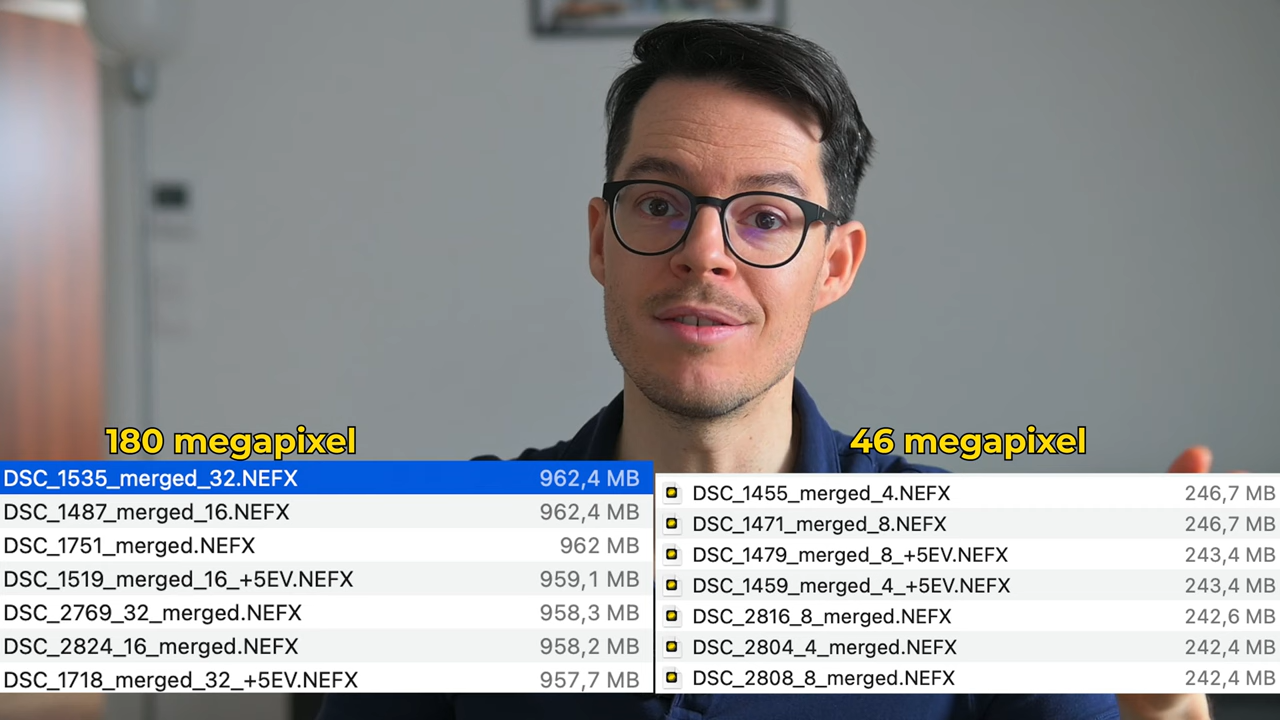 180 megapixel
DSC_1535_merged_32.NEFX 962,4 MB
DSC_1487_merged_16.NEFX 962,4 MB
DSC_1751_merged.NEFX 962 MB
DSC_1519_merged_16_+5EV.NEFX 959,1 MB
DSC_2769_32_merged.NEFX 958,3 MB
DSC_2824_16_merged.NEFX 958,2 MB
DSC_1718_merged_32_+5EV.NEFX 957,7 MB
46 megapixel
DSC_1455_merged_4.NEFX 246,7 MB
DSC_1471_merged_8.NEFX 246,7 MB
DSC_1479_merged_8_+5EV.NEFX 243,4 MB
DSC_1459_merged_4_+5EV.NEFX 243,4 MB
DSC_2816_8_merged.NEFX 242,6 MB
DSC_2804_4_merged.NEFX 242,4 MB
DSC_2808_8_merged.NEFX 242,4 MB